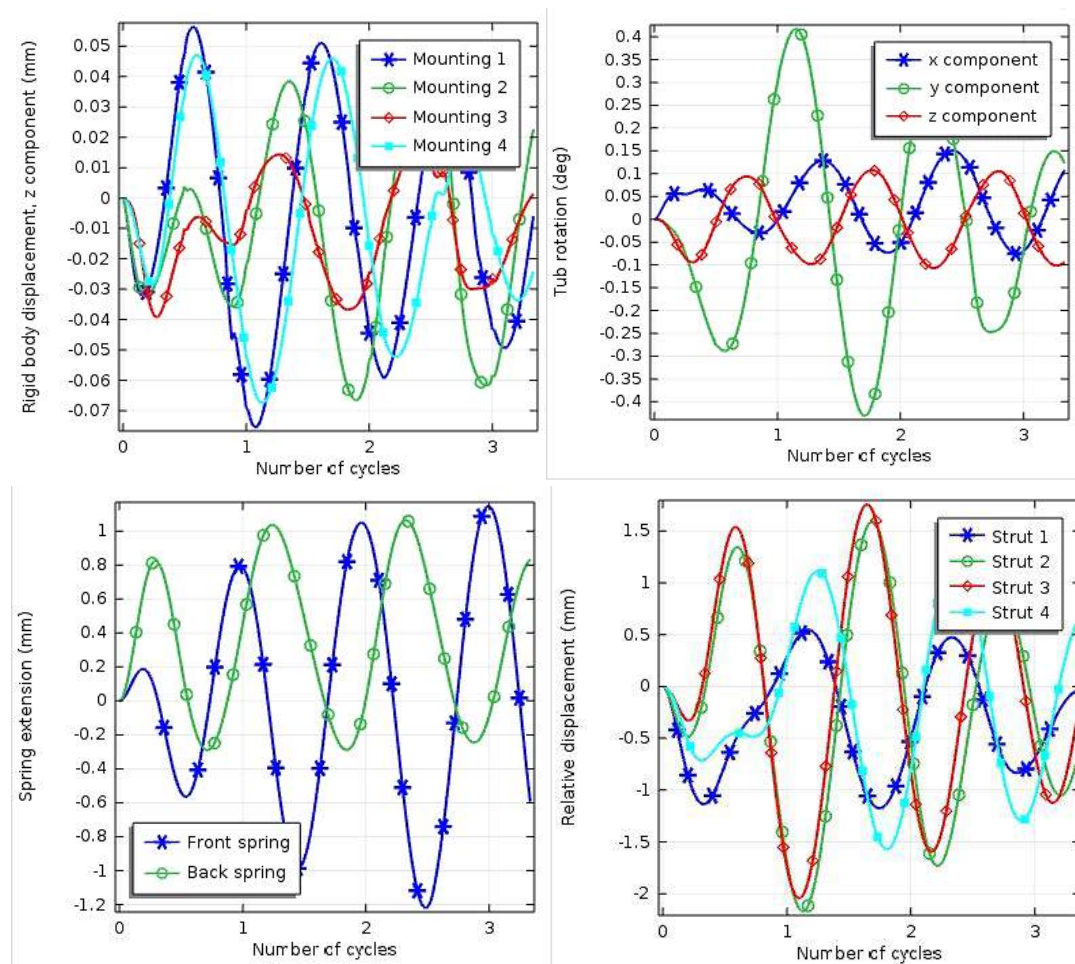 Rigid body displacement, z component (mm)
0.05
0.04
0.03
0.02
0.01
0
-0.01
-0.02
-0.03
-0.04
-0.05
-0.06
-0.07
Mounting 1
Mounting 2
Mounting 3
Mounting 4
0 1 2 3
Number of cycles
Tub rotation (deg)
0.4
0.35
0.3
0.25
0.2
0.15
0.1
0.05
0
-0.05
-0.1
-0.15
-0.2
-0.25
-0.3
-0.35
-0.4
x component
y component
z component
0 1 2 3
Number of cycles
Spring extension (mm)
1
0.8
0.6
0.4
0.2
0
-0.2
-0.4
-0.6
-0.8
-1
-1.2
Front spring
Back spring
0 1 2 3
Number of cycles
Relative displacement (mm)
1.5
1
0.5
0
-0.5
-1
-1.5
-2
Strut 1
Strut 2
Strut 3
Strut 4
0 1 2 3
Number of cycles